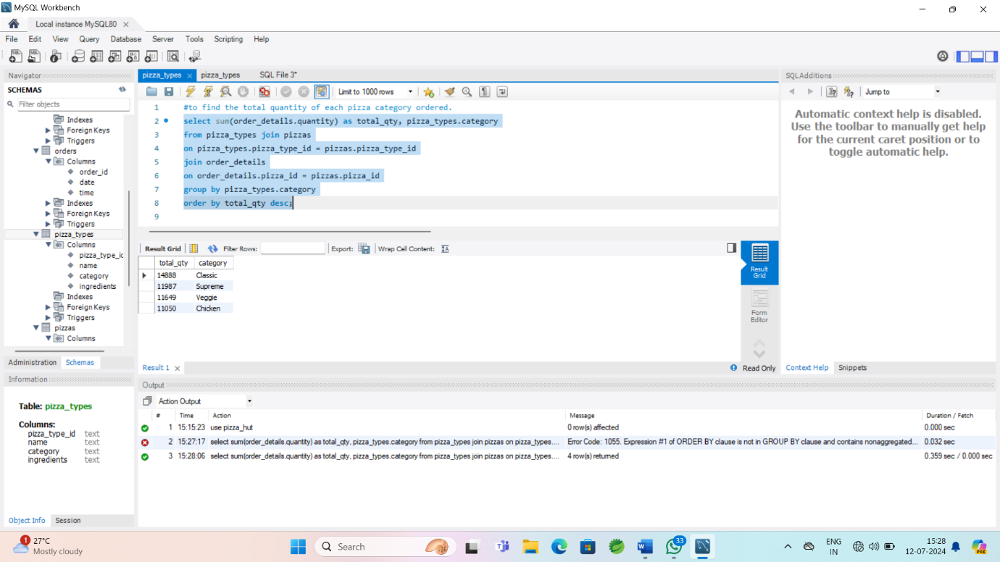 MySQL Workbench
Local instance MySQL80
File Edit View Query Database Server Tools Scripting Help
Navigator
SCHEMAS
Filter objects
Indexes
Foreign Keys
Triggers
orders
Columns
order_id
date
time
Indexes
Foreign Keys
Triggers
pizza_types
Columns
pizza_type_id
name
category
ingredients
Indexes
Foreign Keys
Triggers
pizzas
Columns
Administration Schemas
Information
Table: pizza_types
Columns:
pizza_type_id text
name text
category text
ingredients text
Object Info Session
pizza_types pizza_types SQL File 3*
Limit to 1000 rows
1 #to find the total quantity of each pizza category ordered.
2 select sum(order_details.quantity) as total_qty, pizza_types.category
3 from pizza_types join pizzas
4 on pizza_types.pizza_type_id = pizzas.pizza_type_id
5 join order_details
6 on order_details.pizza_id = pizzas.pizza_id
7 group by pizza_types.category
8 order by total_qty desc;
9
Result Grid Filter Rows: Export: Wrap Cell Content:
total_qty category
14888 Classic
11987 Supreme
11649 Veggie
11050 Chicken
Result Grid
Form Editor
Result 1 Read Only
SQLAdditions
Jump to
Automatic context help is disabled.
Use the toolbar to manually get help
for the current caret position or to
toggle automatic help.
Context Help Snippets
Output
Action Output
# Time Action Message Duration / Fetch
1 15:15:23 use pizza_hut 0 row(s) affected 0.000 sec
2 15:27:17 select sum(order_details.quantity) as total_qty, pizza_types.category from pizza_types join pizzas on pizza_types.... Error Code: 1055. Expression #1 of ORDER BY clause is not in GROUP BY clause and contains nonaggregated... 0.032 sec
3 15:28:06 select sum(order_details.quantity) as total_qty, pizza_types.category from pizza_types join pizzas on pizza_types.... 4 row(s) returned 0.359 sec / 0.000 sec
1 27°C
Mostly cloudy
Search
33
ENG
IN
15:28
12-07-2024
PRE